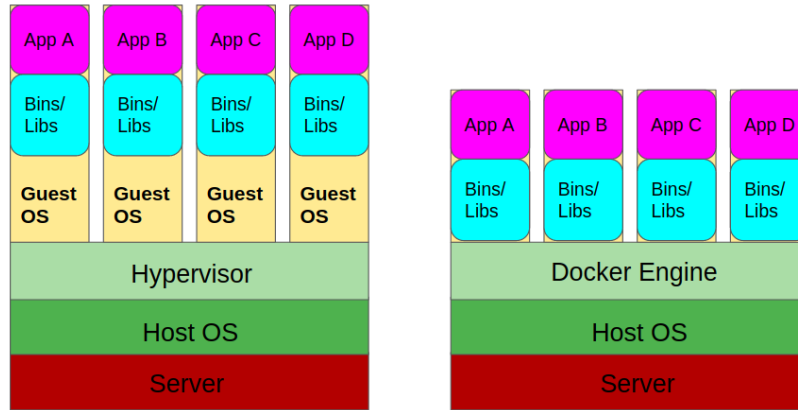 App A
App B
App C
App D
Bins/
Libs
Bins/
Libs
Bins/
Libs
Bins/
Libs
Guest
OS
Guest
OS
Guest
OS
Guest
OS
Hypervisor
Host OS
Server
App A
App B
App C
App D
Bins/
Libs
Bins/
Libs
Bins/
Libs
Bins/
Libs
Docker Engine
Host OS
Server